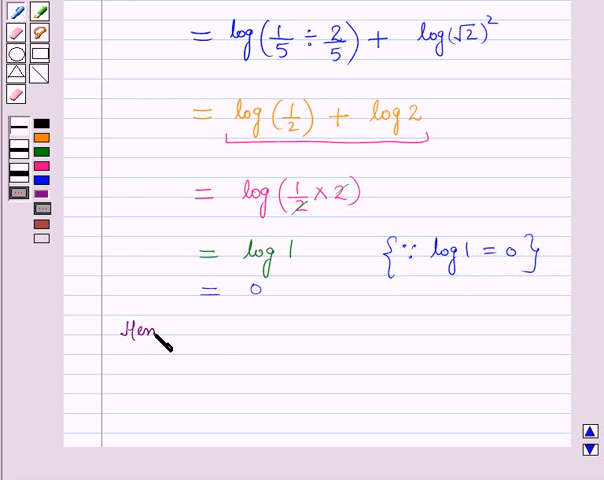 = log(1/5 ÷ 2/5) + log(√2)²
= log(1/2) + log 2
= log(1/2 × 2)
= log 1 {∵ log 1 = 0}
= 0
Hen